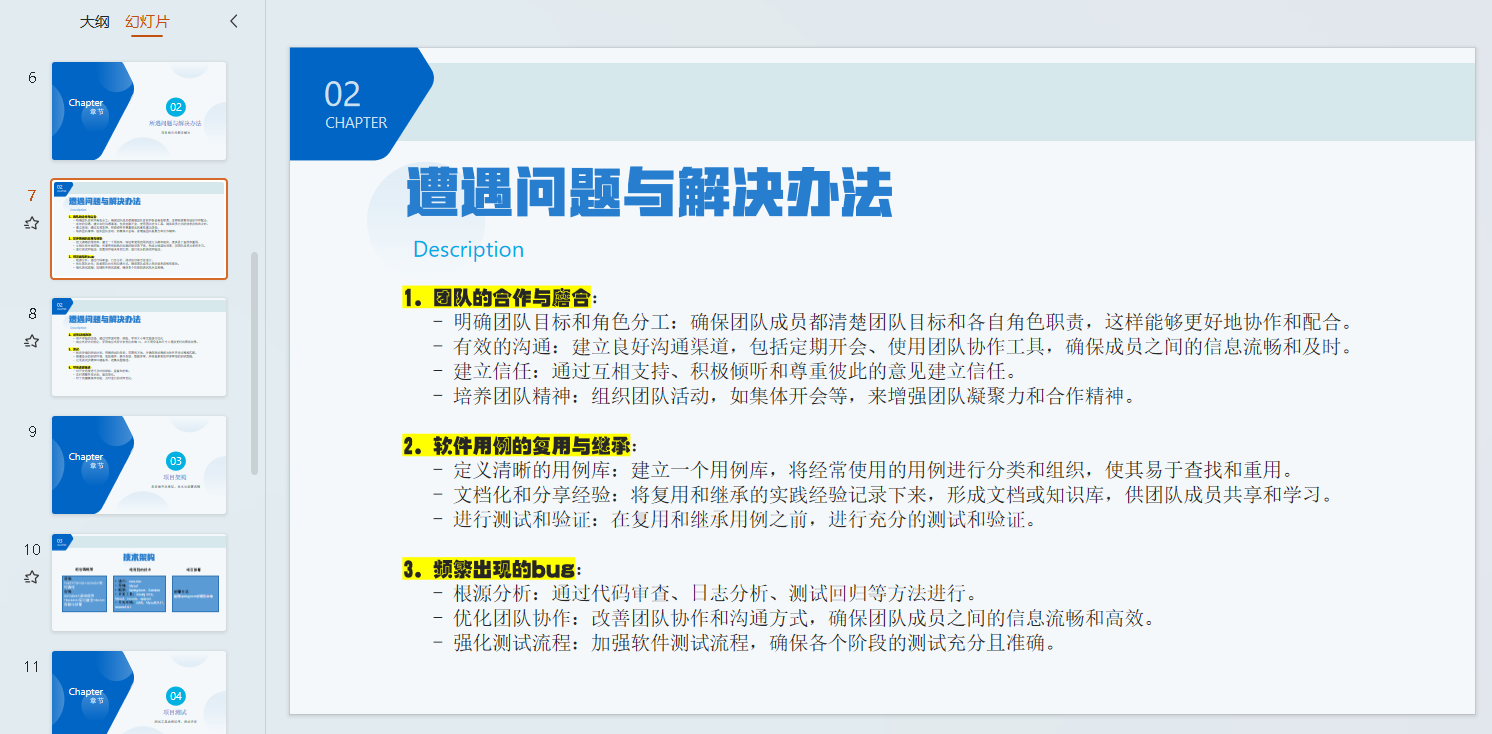 大纲 幻灯片
6
Chapter
章节
02
所遇问题与解决办法
7
8
9
Chapter
章节
03
项目架构
10
技术架构
11
Chapter
章节
04
项目测试
02
CHAPTER
遭遇问题与解决办法
Description
1. 团队的合作与磨合:
- 明确团队目标和角色分工: 确保团队成员都清楚团队目标和各自角色职责, 这样能够更好地协作和配合。
- 有效的沟通: 建立良好沟通渠道, 包括定期开会、使用团队协作工具, 确保成员之间的信息流畅和及时。
- 建立信任: 通过互相支持、积极倾听和尊重彼此的意见建立信任。
- 培养团队精神: 组织团队活动, 如集体开会等, 来增强团队凝聚力和合作精神。
2. 软件用例的复用与继承:
- 定义清晰的用例库: 建立一个用例库, 将经常使用的用例进行分类和组织, 使其易于查找和重用。
- 文档化和分享经验: 将复用和继承的实践经验记录下来, 形成文档或知识库, 供团队成员共享和学习。
- 进行测试和验证: 在复用和继承用例之前, 进行充分的测试和验证。
3. 频繁出现的bug:
- 根源分析: 通过代码审查、日志分析、测试回归等方法进行。
- 优化团队协作: 改善团队协作和沟通方式, 确保团队成员之间的信息流畅和高效。
- 强化测试流程: 加强软件测试流程, 确保各个阶段的测试充分且准确。